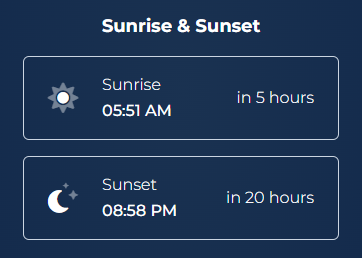 Sunrise & Sunset
Sunrise
05:51 AM
in 5 hours
Sunset
08:58 PM
in 20 hours